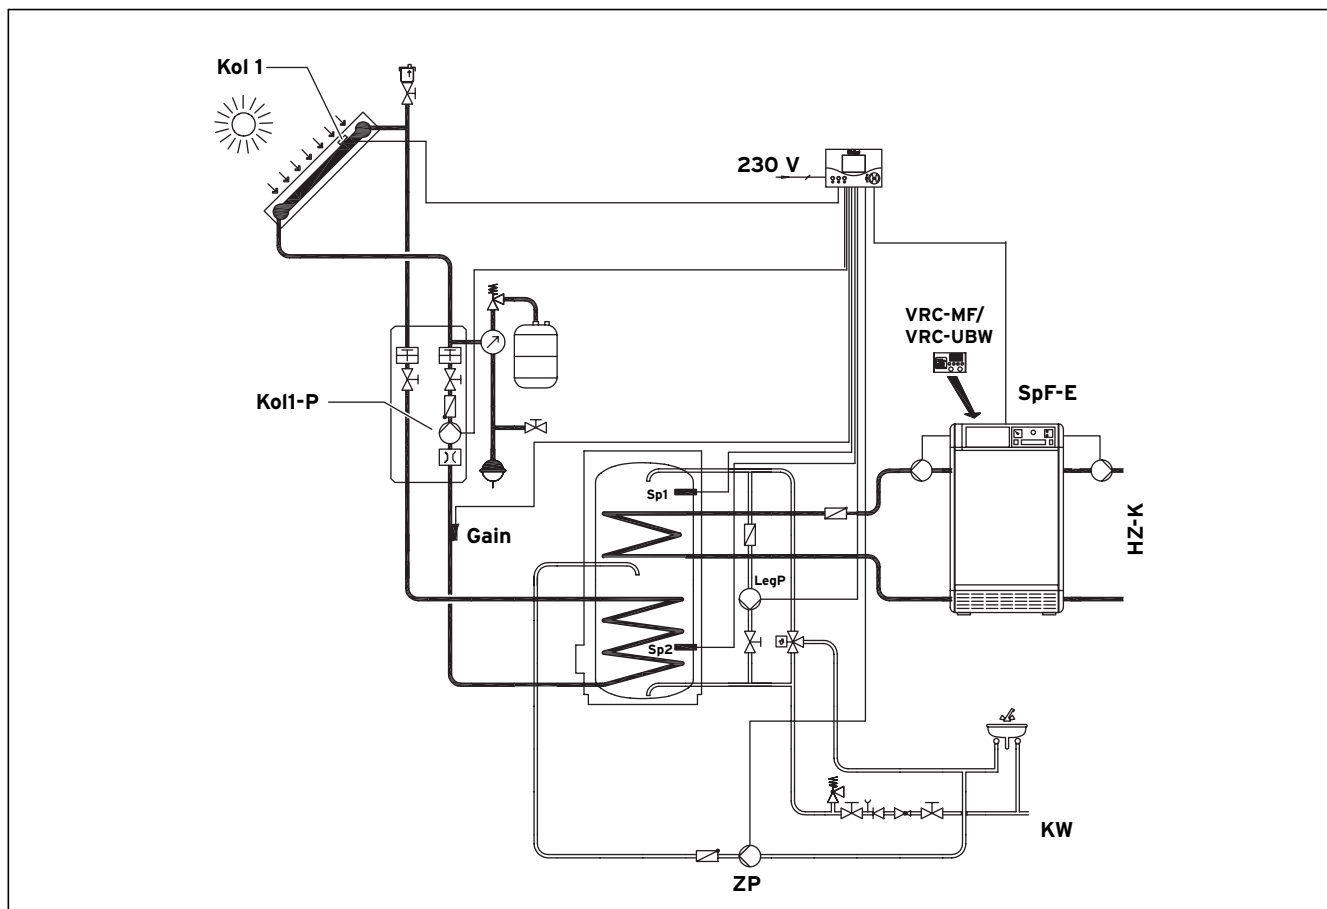 Kol 1
230 V
VRC-MF/
VRC-UBW
SpF-E
Kol1-P
Sp1
Gain
HZ-K
LegP
Sp2
KW
ZP